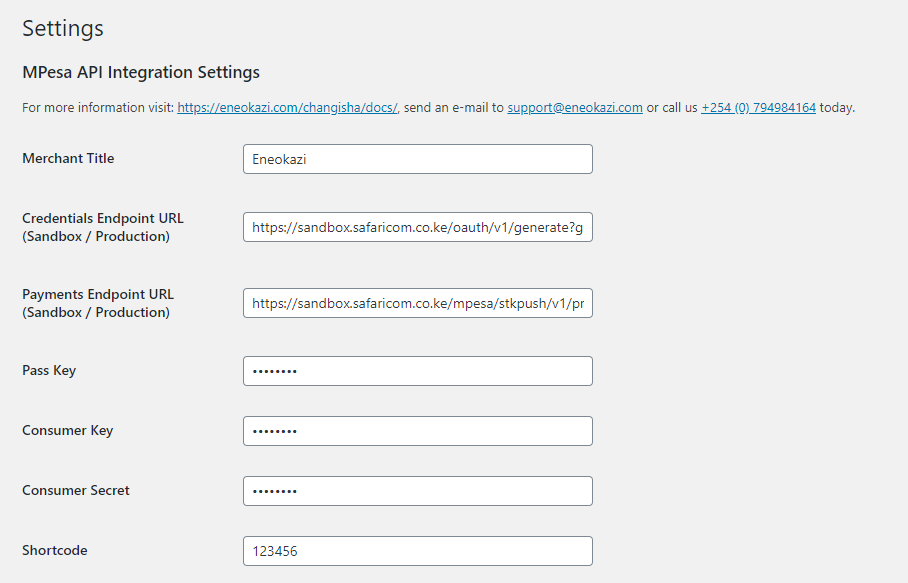 Settings
MPesa API Integration Settings
For more information visit: https://eneokazi.com/changisha/docs/, send an e-mail to support@eneokazi.com or call us +254 (0) 794984164 today.
Merchant Title
Eneokazi
Credentials Endpoint URL
(Sandbox / Production)
https://sandbox.safaricom.co.ke/oauth/v1/generate?g
Payments Endpoint URL
(Sandbox / Production)
https://sandbox.safaricom.co.ke/mpesa/stkpush/v1/pr
Pass Key
••••••••
Consumer Key
••••••••
Consumer Secret
••••••••
Shortcode
123456